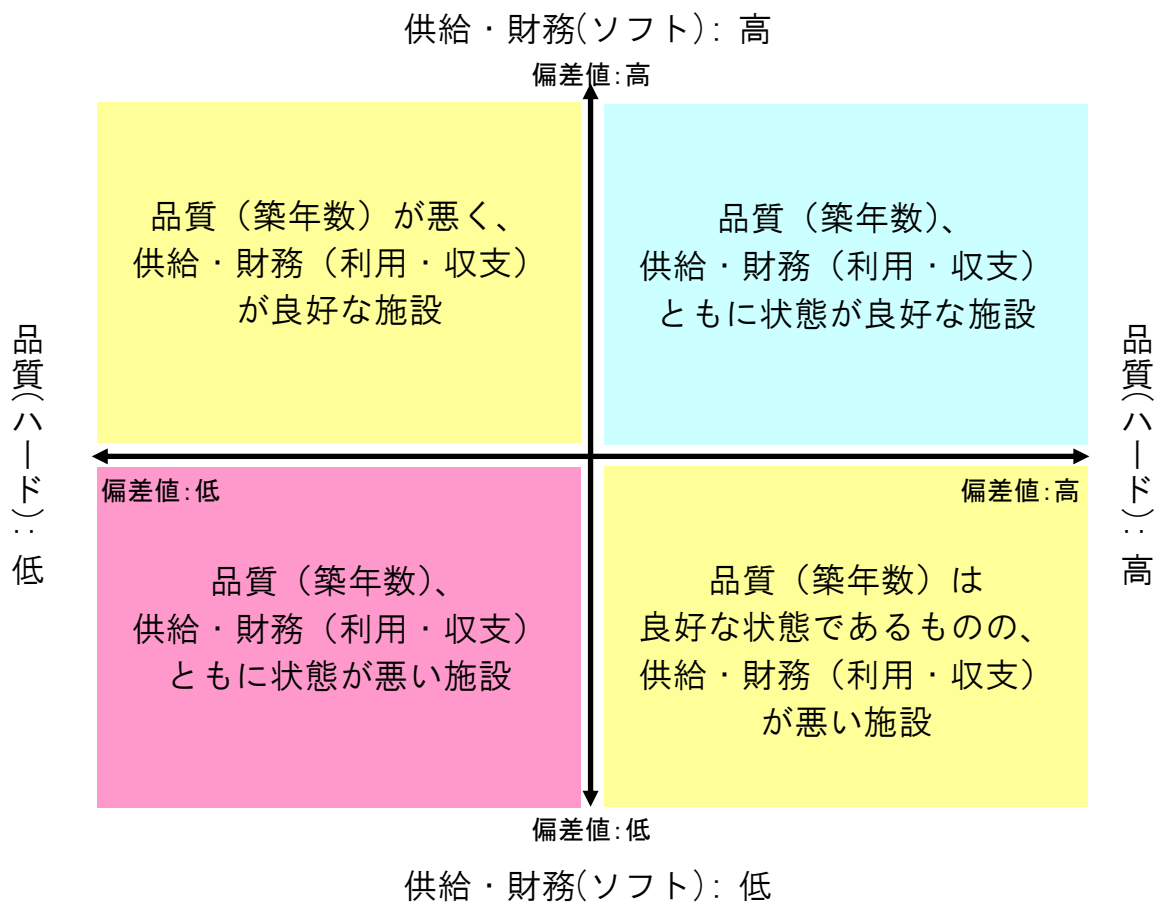 供給・財務(ソフト): 高
偏差値:高
品質（築年数）が悪く、
供給・財務（利用・収支）
が良好な施設
品質（築年数）、
供給・財務（利用・収支）
ともに状態が良好な施設
品質(ハード): 低
品質(ハード): 高
偏差値:低
偏差値:高
品質（築年数）、
供給・財務（利用・収支）
ともに状態が悪い施設
品質（築年数）は
良好な状態であるものの、
供給・財務（利用・収支）
が悪い施設
偏差値:低
供給・財務(ソフト): 低